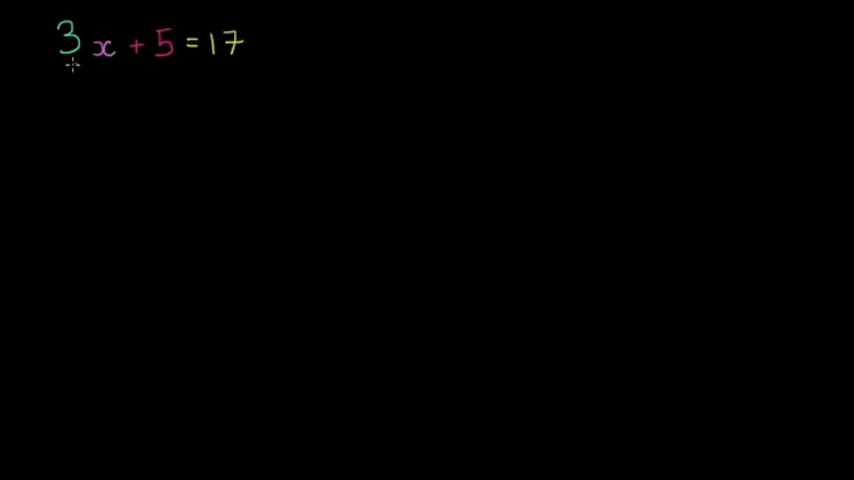 3x + 5 = 17